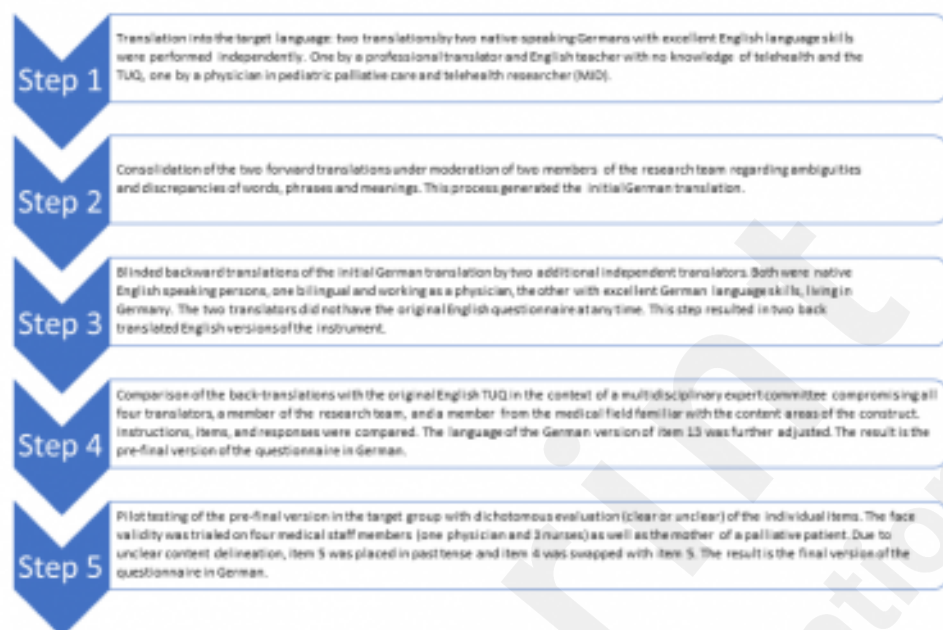 Step 1
Translation into the target language: two translations by two native-speaking Germans with excellent English language skills
were performed independently. One by a professional translator and English teacher with no knowledge of telehealth and the
TUQ, one by a physician in pediatric palliative care and telehealth researcher (MJD).
Step 2
Consolidation of the two forward translations under moderation of two members of the research team regarding ambiguities
and discrepancies of words, phrases and meanings. This process generated the initial German translation.
Step 3
Blinded backward translations of the initial German translation by two additional independent translators. Both were native
English speaking persons, one bilingual and working as a physician, the other with excellent German language skills, living in
Germany. The two translators did not have the original English questionnaire at any time. This step resulted in two back
translated English versions of the instrument.
Step 4
Comparison of the back-translations with the original English TUQ in the context of a multidisciplinary expert committee compromising all
four translators, a member of the research team, and a member from the medical field familiar with the content areas of the construct.
Instructions, items, and responses were compared. The language of the German version of item 13 was further adjusted. The result is the
pre-final version of the questionnaire in German.
Step 5
Pilot testing of the pre-final version in the target group with dichotomous evaluation (clear or unclear) of the individual items. The face
validity was trialed on four medical staff members (one physician and 3 nurses) as well as the mother of a palliative patient. Due to
unclear content delineation, item 5 was placed in past tense and item 4 was swapped with item 5. The result is the final version of the
questionnaire in German.